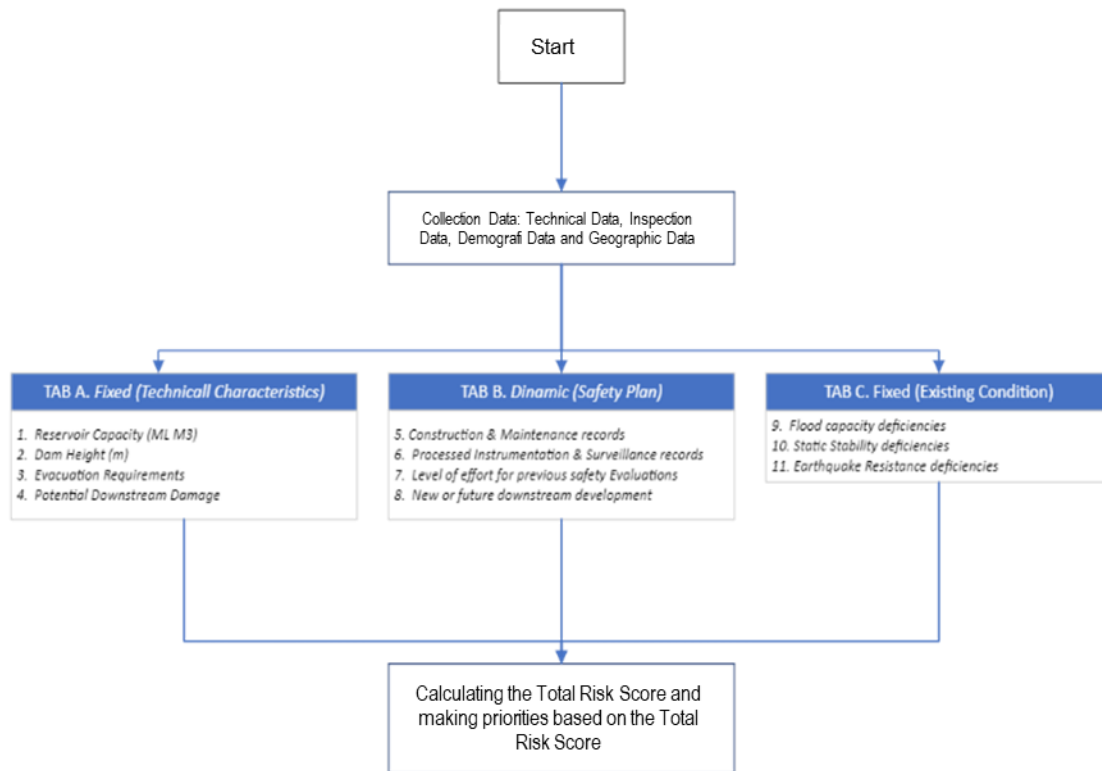 Start
Collection Data: Technical Data, Inspection
Data, Demografi Data and Geographic Data
TAB A. Fixed (Technicall Characteristics)
1. Reservoir Capacity (ML M3)
2. Dam Height (m)
3. Evacuation Requirements
4. Potential Downstream Damage
TAB B. Dinamic (Safety Plan)
5. Construction & Maintenance records
6. Processed Instrumentation & Surveillance records
7. Level of effort for previous safety Evaluations
8. New or future downstream development
TAB C. Fixed (Existing Condition)
9. Flood capacity deficiencies
10. Static Stability deficiencies
11. Earthquake Resistance deficiencies
Calculating the Total Risk Score and
making priorities based on the Total
Risk Score